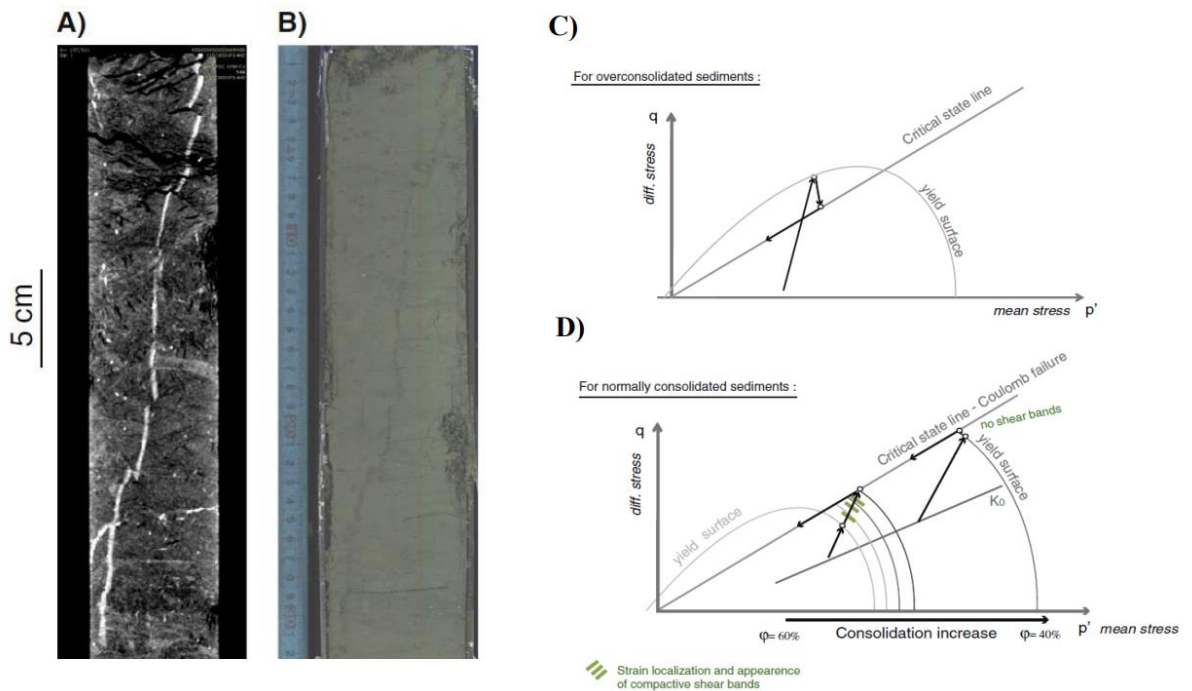 A)
B)
5 cm
C)
For overconsolidated sediments :
q
diff. stress
Critical state line
yield surface
mean stress
p'
D)
For normally consolidated sediments :
q
diff. stress
Critical state line - Coulomb failure
no shear bands
yield surface
yield surface
K0
φ= 60%
Consolidation increase
φ= 40%
p'
mean stress
Strain localization and appearence
of compactive shear bands